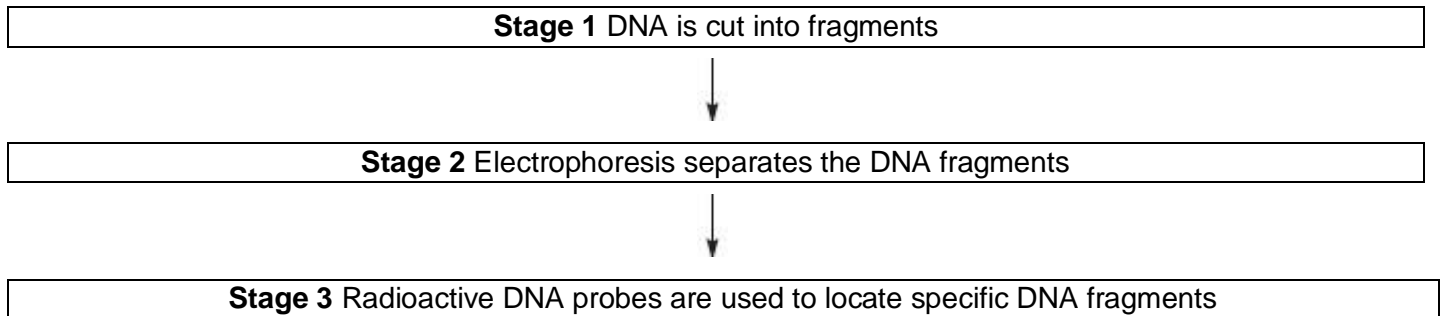 Stage 1 DNA is cut into fragments
Stage 2 Electrophoresis separates the DNA fragments
Stage 3 Radioactive DNA probes are used to locate specific DNA fragments